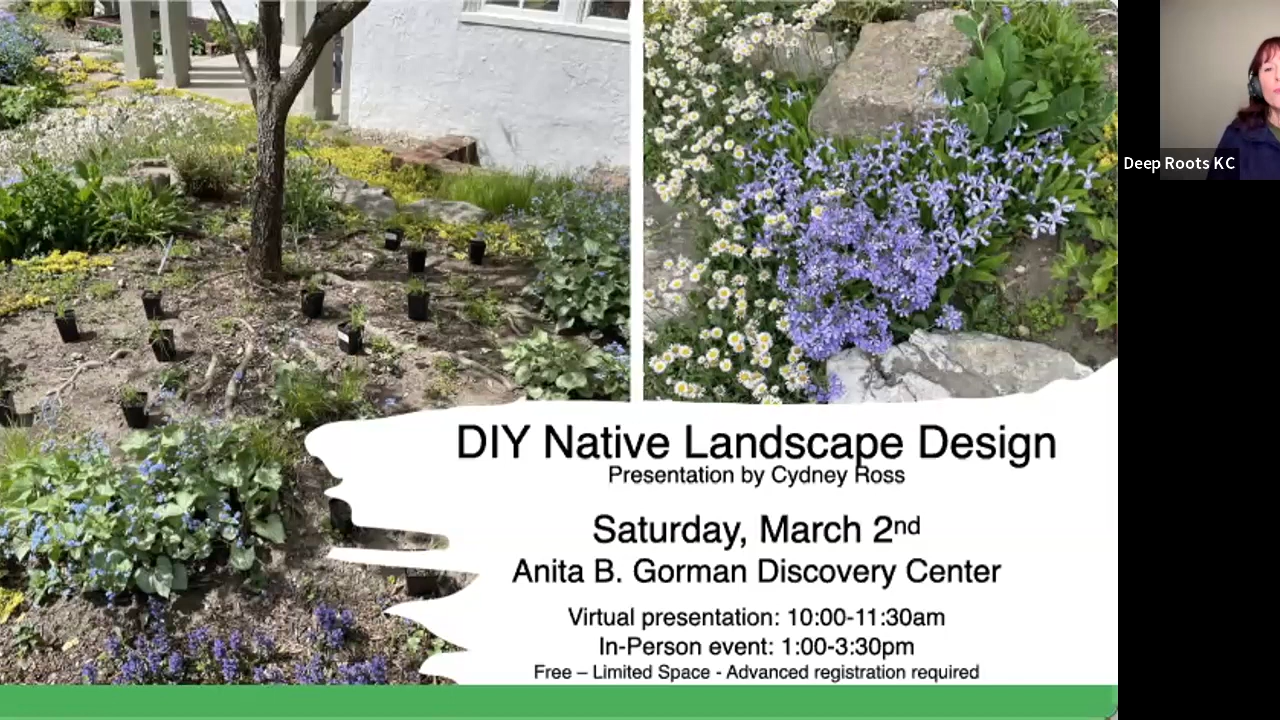 Deep Roots KC
DIY Native Landscape Design
Presentation by Cydney Ross
Saturday, March 2nd
Anita B. Gorman Discovery Center
Virtual presentation: 10:00-11:30am
In-Person event: 1:00-3:30pm
Free – Limited Space - Advanced registration required